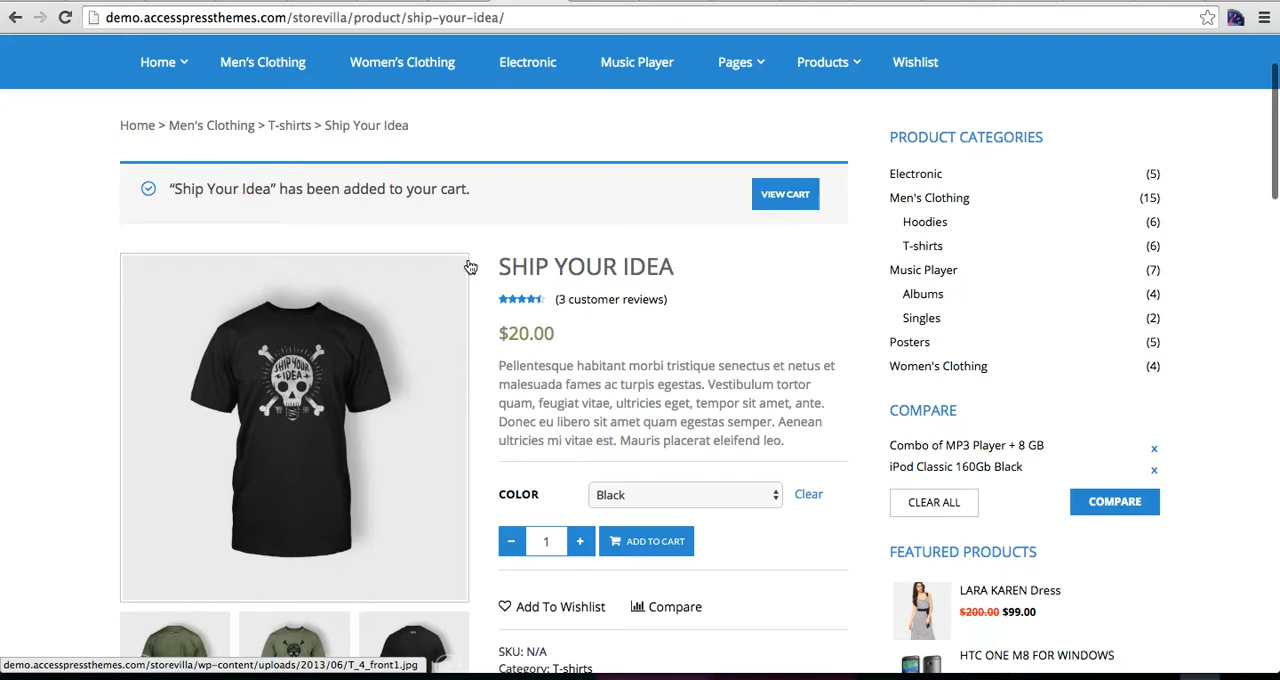 demo.accesspressthemes.com/storevilla/product/ship-your-idea/
Home Men's Clothing Women's Clothing Electronic Music Player Pages Products Wishlist
Home > Men's Clothing > T-shirts > Ship Your Idea
“Ship Your Idea” has been added to your cart.
VIEW CART
SHIP YOUR IDEA
(3 customer reviews)
$20.00
Pellentesque habitant morbi tristique senectus et netus et
malesuada fames ac turpis egestas. Vestibulum tortor
quam, feugiat vitae, ultricies eget, tempor sit amet, ante.
Donec eu libero sit amet quam egestas semper. Aenean
ultricies mi vitae est. Mauris placerat eleifend leo.
COLOR Black Clear
− 1 + ADD TO CART
Add To Wishlist Compare
SKU: N/A
Category: T-shirts
SHIP YOUR
IDEA
demo.accesspressthemes.com/storevilla/wp-content/uploads/2013/06/T_4_front1.jpg
PRODUCT CATEGORIES
Electronic (5)
Men's Clothing (15)
Hoodies (6)
T-shirts (6)
Music Player (7)
Albums (4)
Singles (2)
Posters (5)
Women's Clothing (4)
COMPARE
Combo of MP3 Player + 8 GB x
iPod Classic 160Gb Black x
CLEAR ALL COMPARE
FEATURED PRODUCTS
LARA KAREN Dress
$200.00 $99.00
HTC ONE M8 FOR WINDOWS